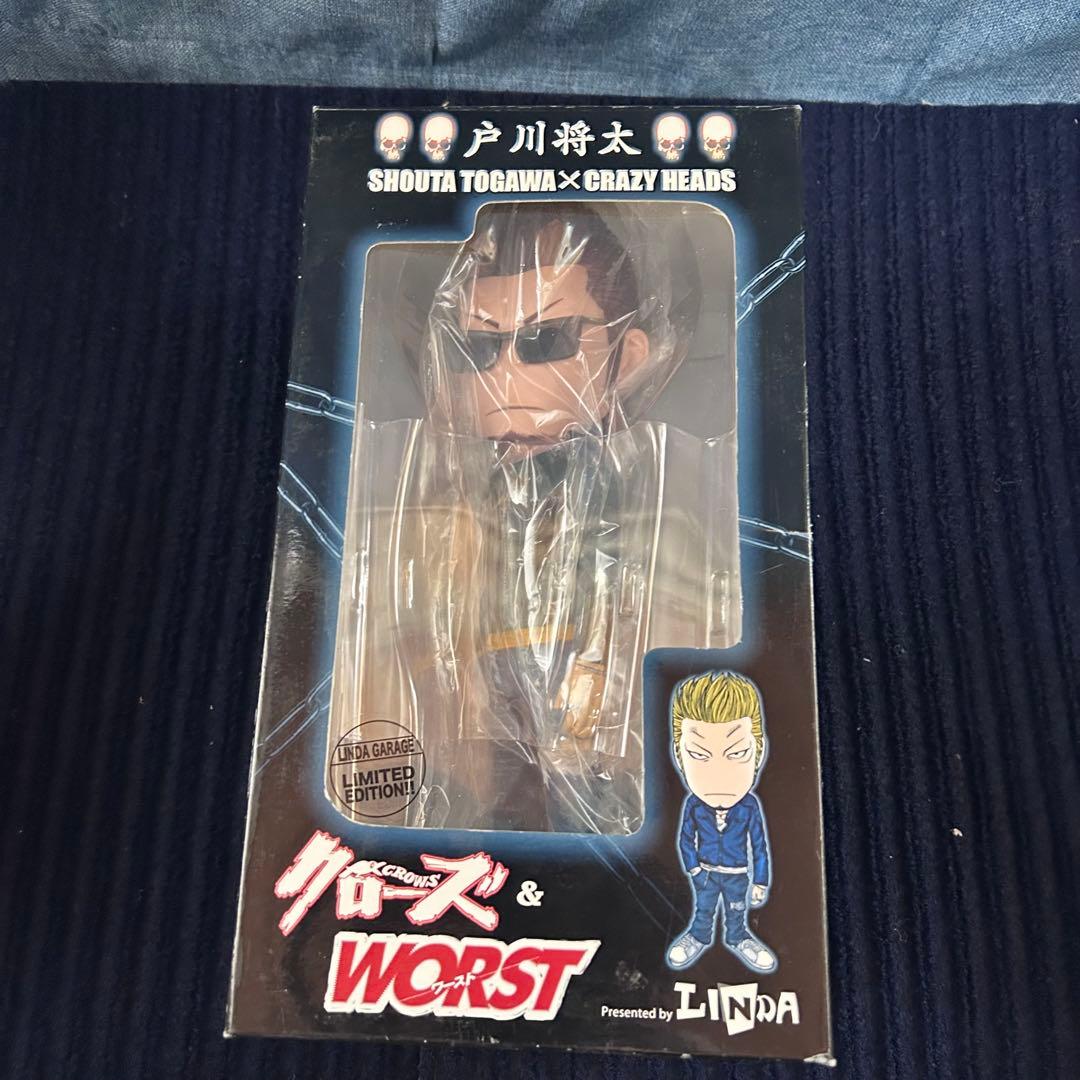 戸川将太
SHOUTA TOGAWA×CRAZY HEADS
LINDA GARAGE
LIMITED
EDITION!!
クローズ
CROWS
&
WORST
ワースト
Presented by LINDA